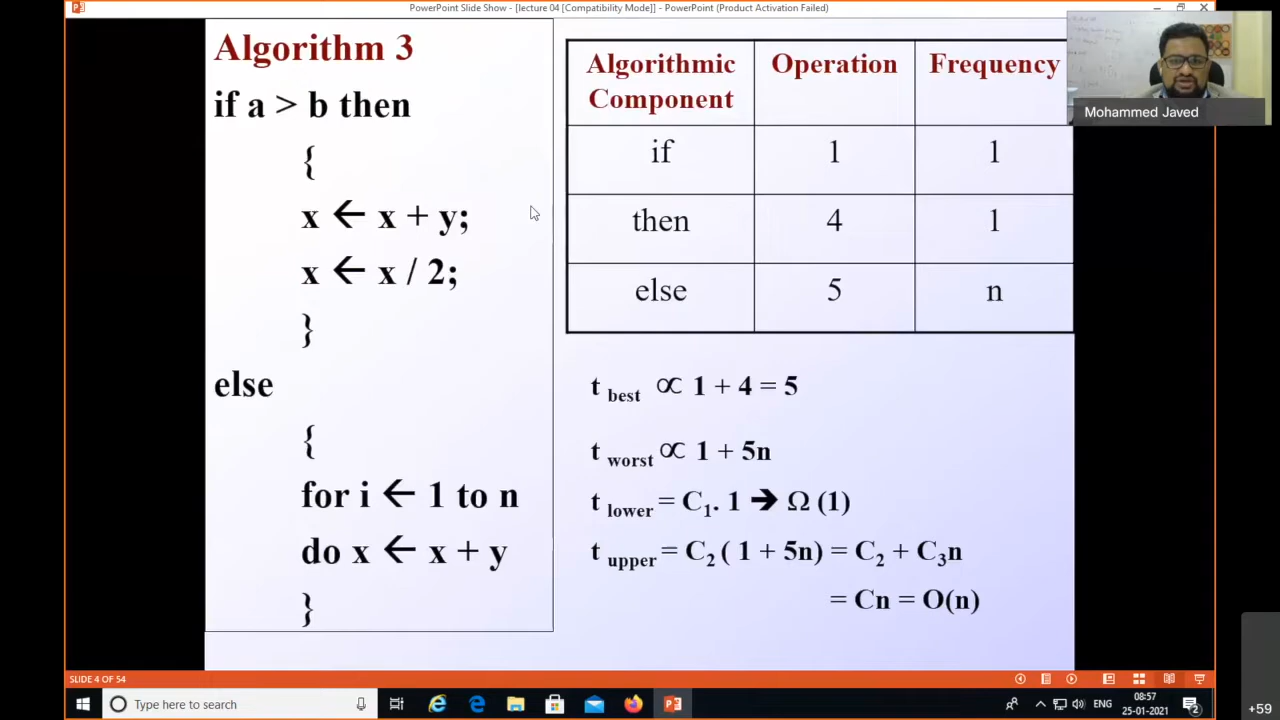 PowerPoint Slide Show - [lecture 04 [Compatibility Mode]] - PowerPoint (Product Activation Failed)
Algorithm 3
if a > b then
{
x ← x + y;
x ← x / 2;
}
else
{
for i ← 1 to n
do x ← x + y
}
Algorithmic Component Operation Frequency
if 1 1
then 4 1
else 5 n
t best ∝ 1 + 4 = 5
t worst ∝ 1 + 5n
t lower = C1. 1 ➔ Ω (1)
t upper = C2 ( 1 + 5n) = C2 + C3n
= Cn = O(n)
Mohammed Javed
SLIDE 4 OF 54
Type here to search
ENG
08:57
25-01-2021
2
+59